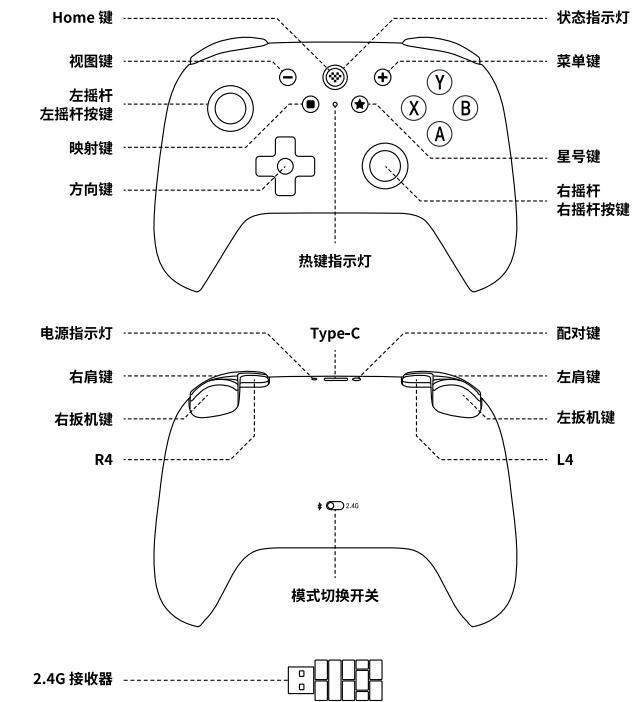 Home 键
状态指示灯
视图键
菜单键
左摇杆
左摇杆按键
Y
X
B
A
映射键
星号键
方向键
右摇杆
右摇杆按键
热键指示灯
电源指示灯
Type-C
配对键
右肩键
左肩键
右扳机键
左扳机键
R4
L4
2.4G
模式切换开关
2.4G 接收器